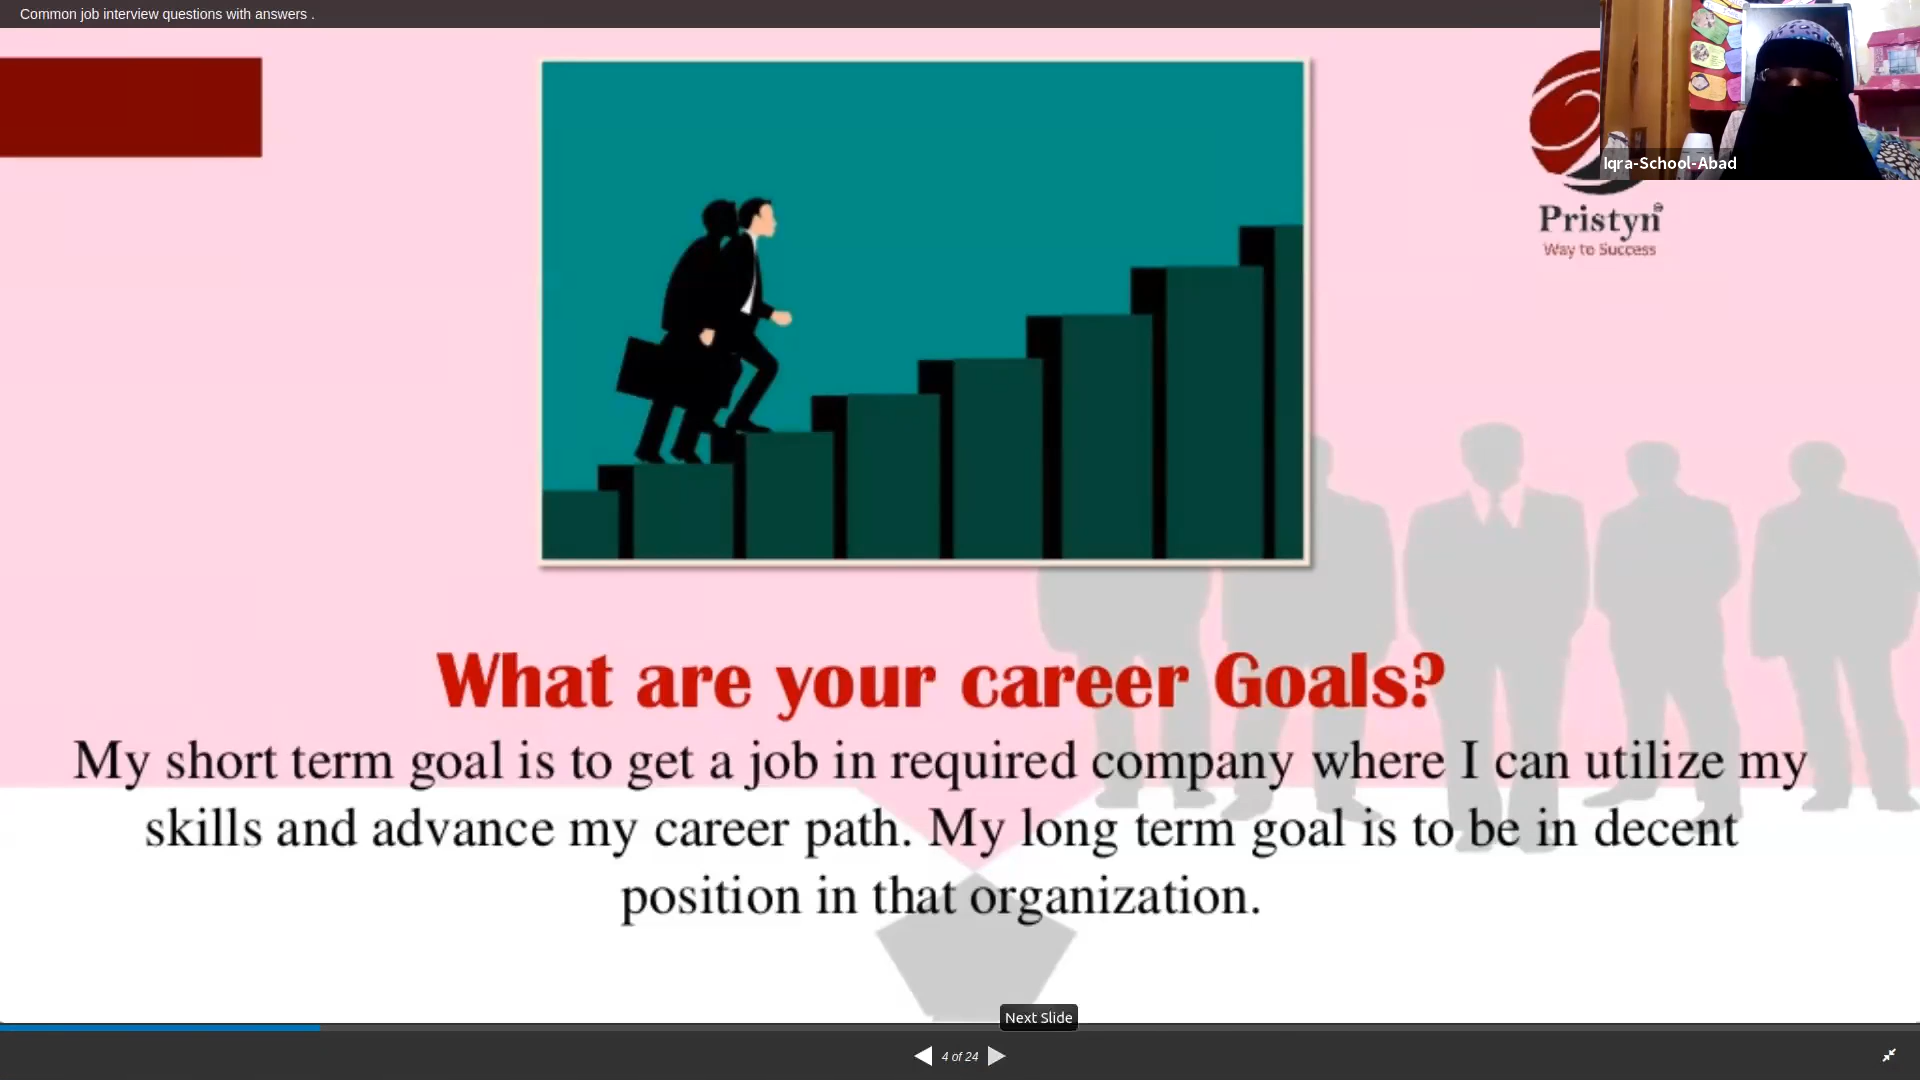 Common job interview questions with answers .
Iqra-School-Abad
Pristyn
Way to Success
What are your career Goals?
My short term goal is to get a job in required company where I can utilize my
skills and advance my career path. My long term goal is to be in decent
position in that organization.
Next Slide
4 of 24